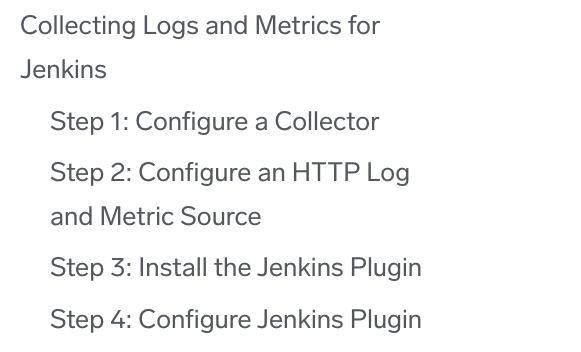 Collecting Logs and Metrics for
Jenkins
Step 1: Configure a Collector
Step 2: Configure an HTTP Log
and Metric Source
Step 3: Install the Jenkins Plugin
Step 4: Configure Jenkins Plugin